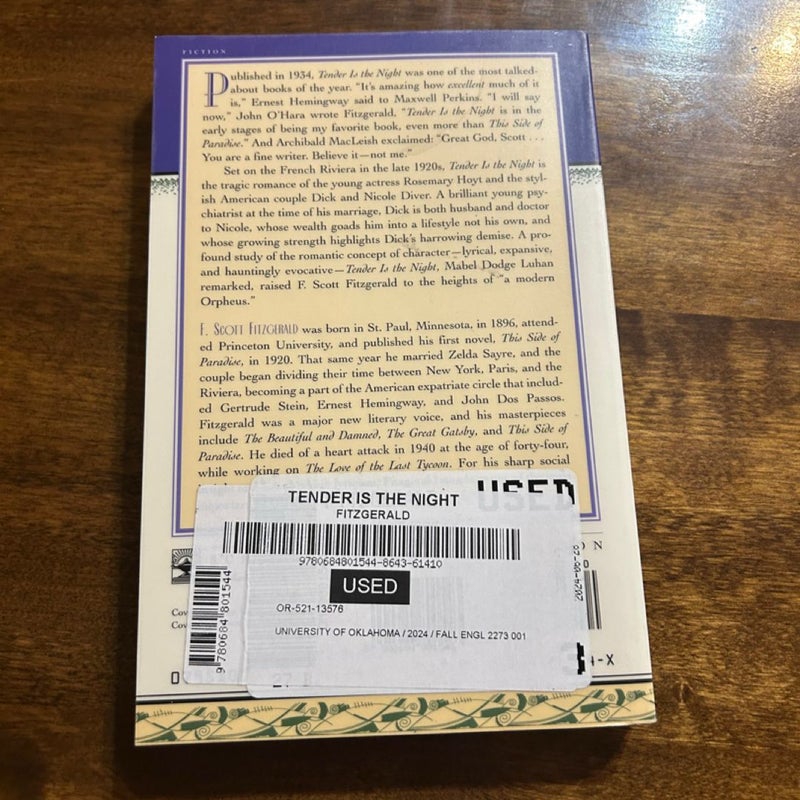 FICTION
Published in 1934, Tender Is the Night was one of the most talked-
about books of the year. "It's amazing how excellent much of it
is," Ernest Hemingway said to Maxwell Perkins. "I will say
now," John O'Hara wrote Fitzgerald, "Tender Is the Night is in the
early stages of being my favorite book, even more than This Side of
Paradise." And Archibald MacLeish exclaimed: "Great God, Scott . . .
You are a fine writer. Believe it—not me."
Set on the French Riviera in the late 1920s, Tender Is the Night is
the tragic romance of the young actress Rosemary Hoyt and the styl-
ish American couple Dick and Nicole Diver. A brilliant young psy-
chiatrist at the time of his marriage, Dick is both husband and doctor
to Nicole, whose wealth goads him into a lifestyle not his own, and
whose growing strength highlights Dick's harrowing demise. A pro-
found study of the romantic concept of character—lyrical, expansive,
and hauntingly evocative—Tender Is the Night, Mabel Dodge Luhan
remarked, raised F. Scott Fitzgerald to the heights of "a modern
Orpheus."
F. SCOTT FITZGERALD was born in St. Paul, Minnesota, in 1896, attend-
ed Princeton University, and published his first novel, This Side of
Paradise, in 1920. That same year he married Zelda Sayre, and the
couple began dividing their time between New York, Paris, and the
Riviera, becoming a part of the American expatriate circle that includ-
ed Gertrude Stein, Ernest Hemingway, and John Dos Passos.
Fitzgerald was a major new literary voice, and his masterpieces
include The Beautiful and Damned, The Great Gatsby, and This Side of
Paradise. He died of a heart attack in 1940 at the age of forty-four,
while working on The Love of the Last Tycoon. For his sharp social
USED
TENDER IS THE NIGHT
FITZGERALD
9780684801544-8643-61410
USED
OR-521-13576
UNIVERSITY OF OKLAHOMA / 2024 / FALL ENGL 2273 001
9 780684 801544
4-X